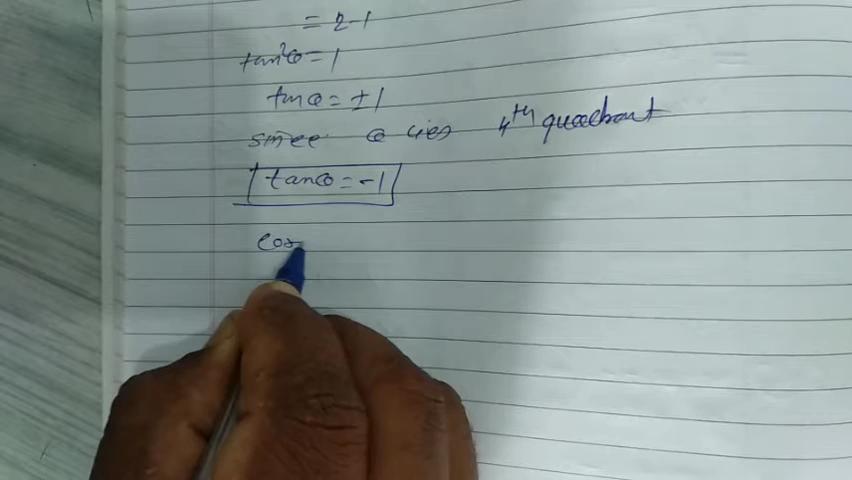 = 2-1
tan²θ = 1
tanθ = ±1
since θ lies 4th quadrant
tanθ = -1
cos